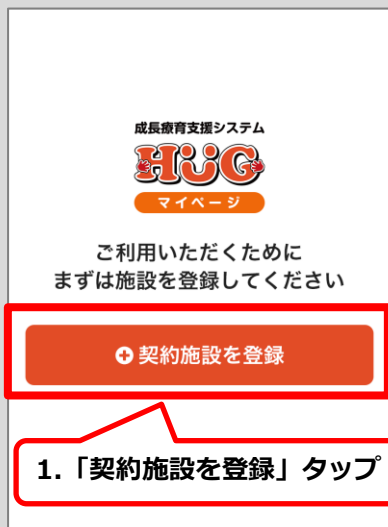 成長療育支援システム
HUG
マイページ
ご利用いただくために
まずは施設を登録してください
契約施設を登録
1.「契約施設を登録」タップ